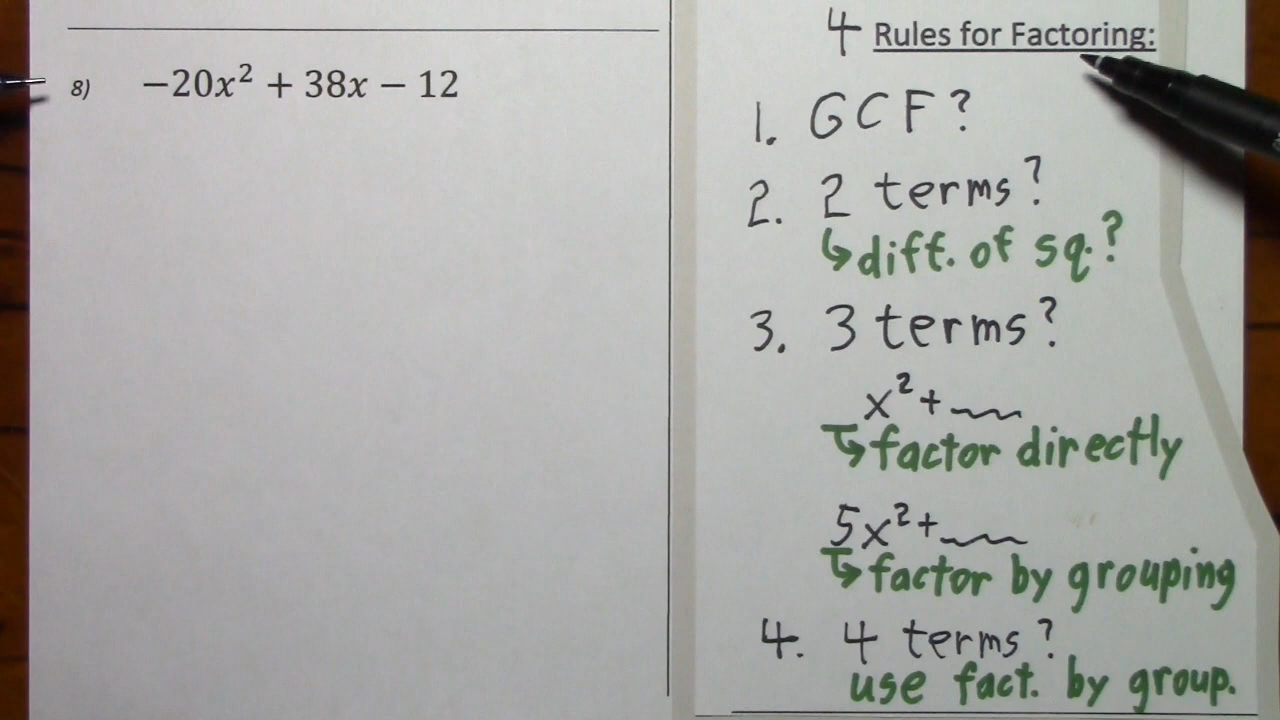 8) −20x² + 38x − 12
4 Rules for Factoring:
1. GCF?
2. 2 terms?
↳diff. of sq.?
3. 3 terms?
x²+
↳factor directly
5x²+
↳factor by grouping
4. 4 terms?
use fact. by group.